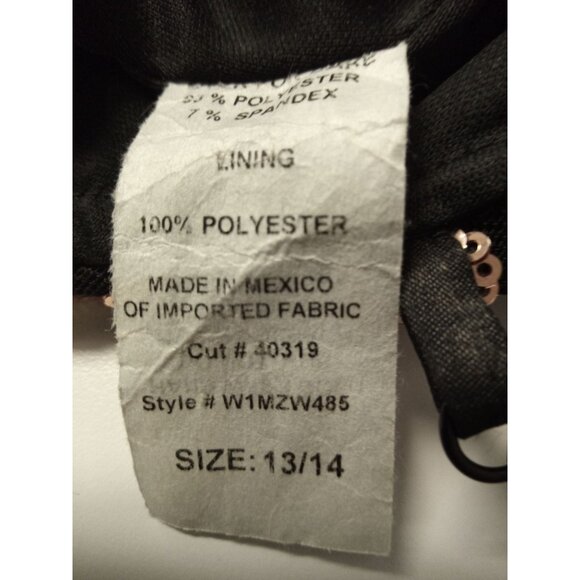 93 % POLYESTER
7 % SPANDEX
LINING
100% POLYESTER
MADE IN MEXICO
OF IMPORTED FABRIC
Cut # 40319
Style # W1MZW485
SIZE: 13/14